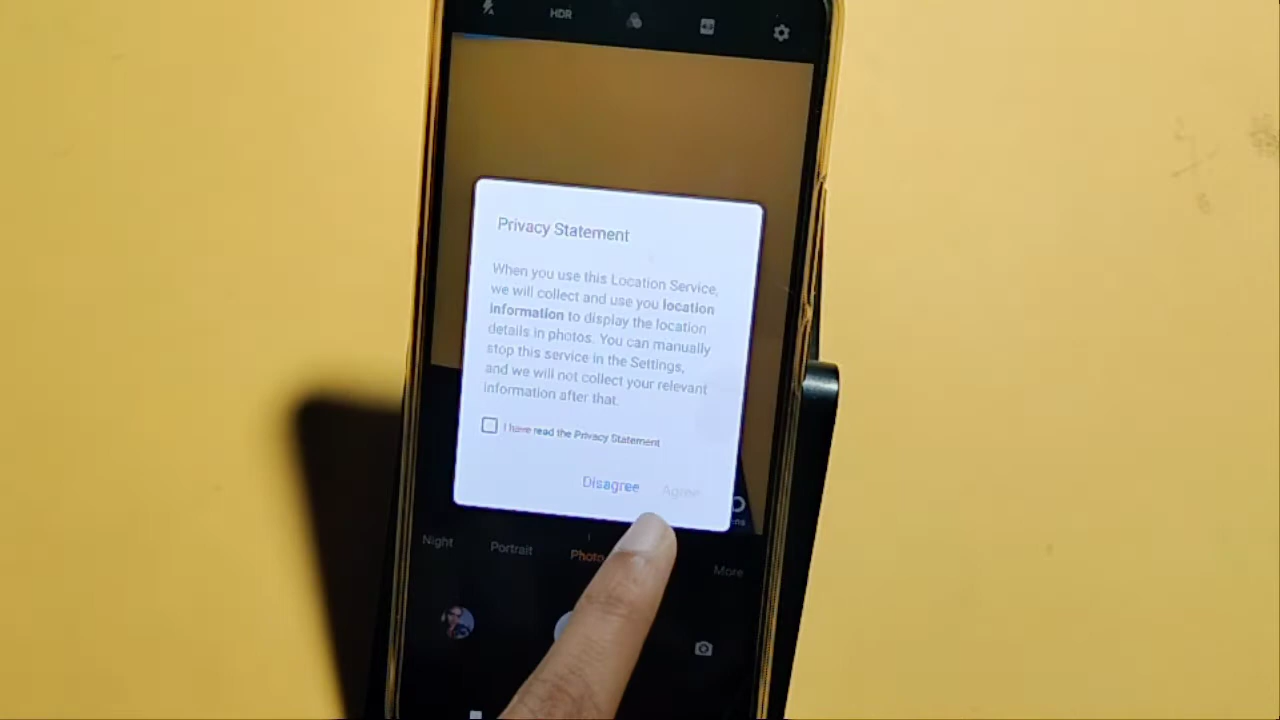 HDR
Privacy Statement
When you use this Location Service,
we will collect and use you location
information to display the location
details in photos. You can manually
stop this service in the Settings,
and we will not collect your relevant
information after that.
I have read the Privacy Statement
Disagree Agree
Night Portrait Photo More